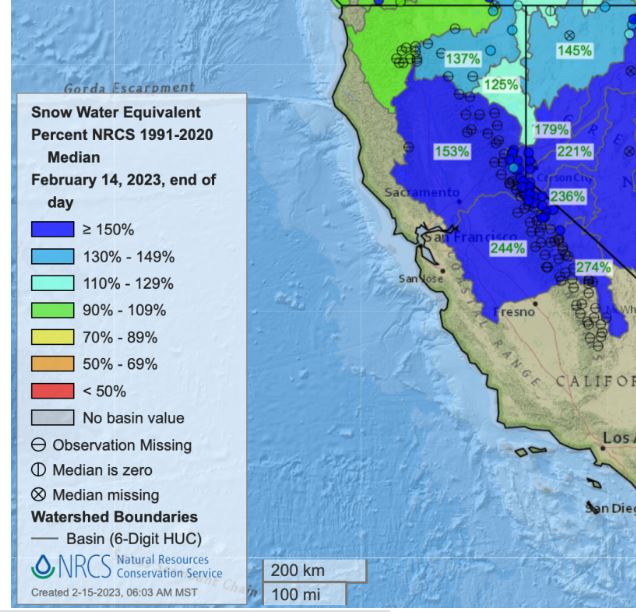 137%
145%
125%
Gorda Escarpment
Snow Water Equivalent
Percent NRCS 1991-2020
Median
February 14, 2023, end of
day
≥ 150%
130% - 149%
110% - 129%
90% - 109%
70% - 89%
50% - 69%
< 50%
No basin value
Observation Missing
Median is zero
Median missing
Watershed Boundaries
Basin (6-Digit HUC)
NRCS Natural Resources
Conservation Service
Created 2-15-2023, 06:03 AM MST
179%
153%
221%
Carson City
Sacramento
236%
San Francisco
244%
274%
San Jose
Fresno
COASTAL RANGE
CALIFOR
Los A
San Dieg
200 km
100 mi